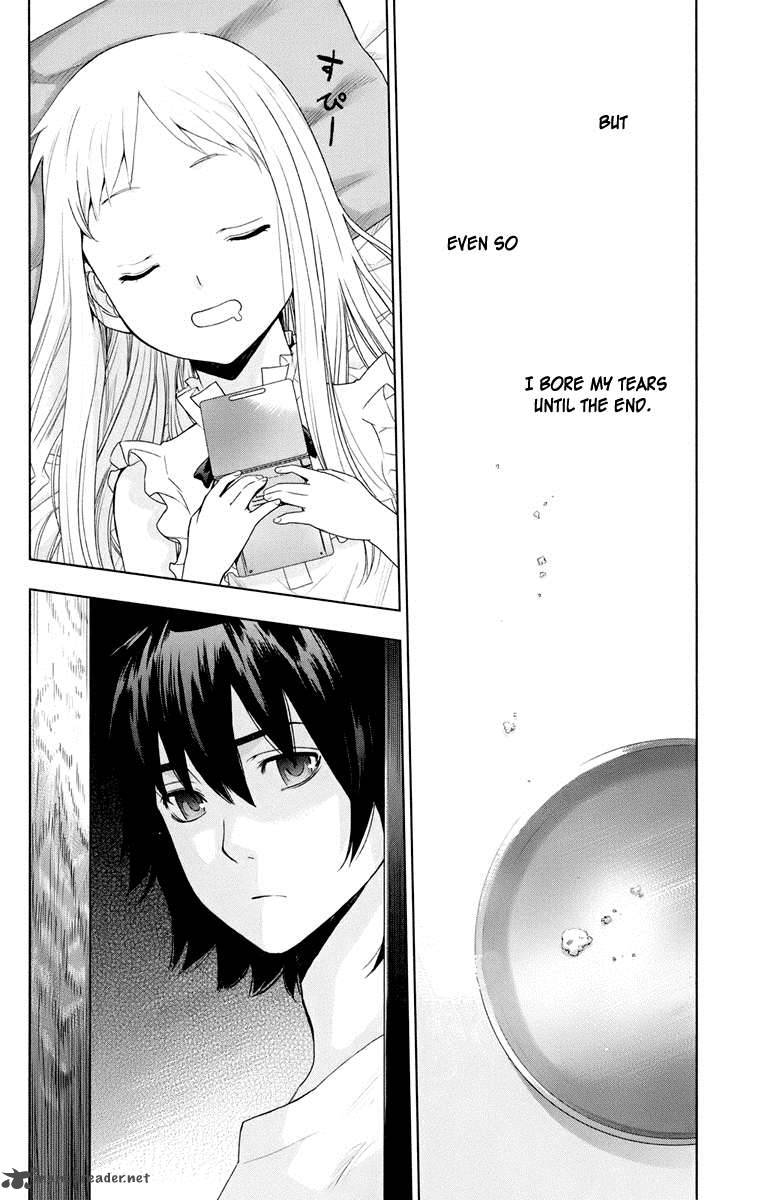 BUT
EVEN SO
I BORE MY TEARS
UNTIL THE END.
すぴー